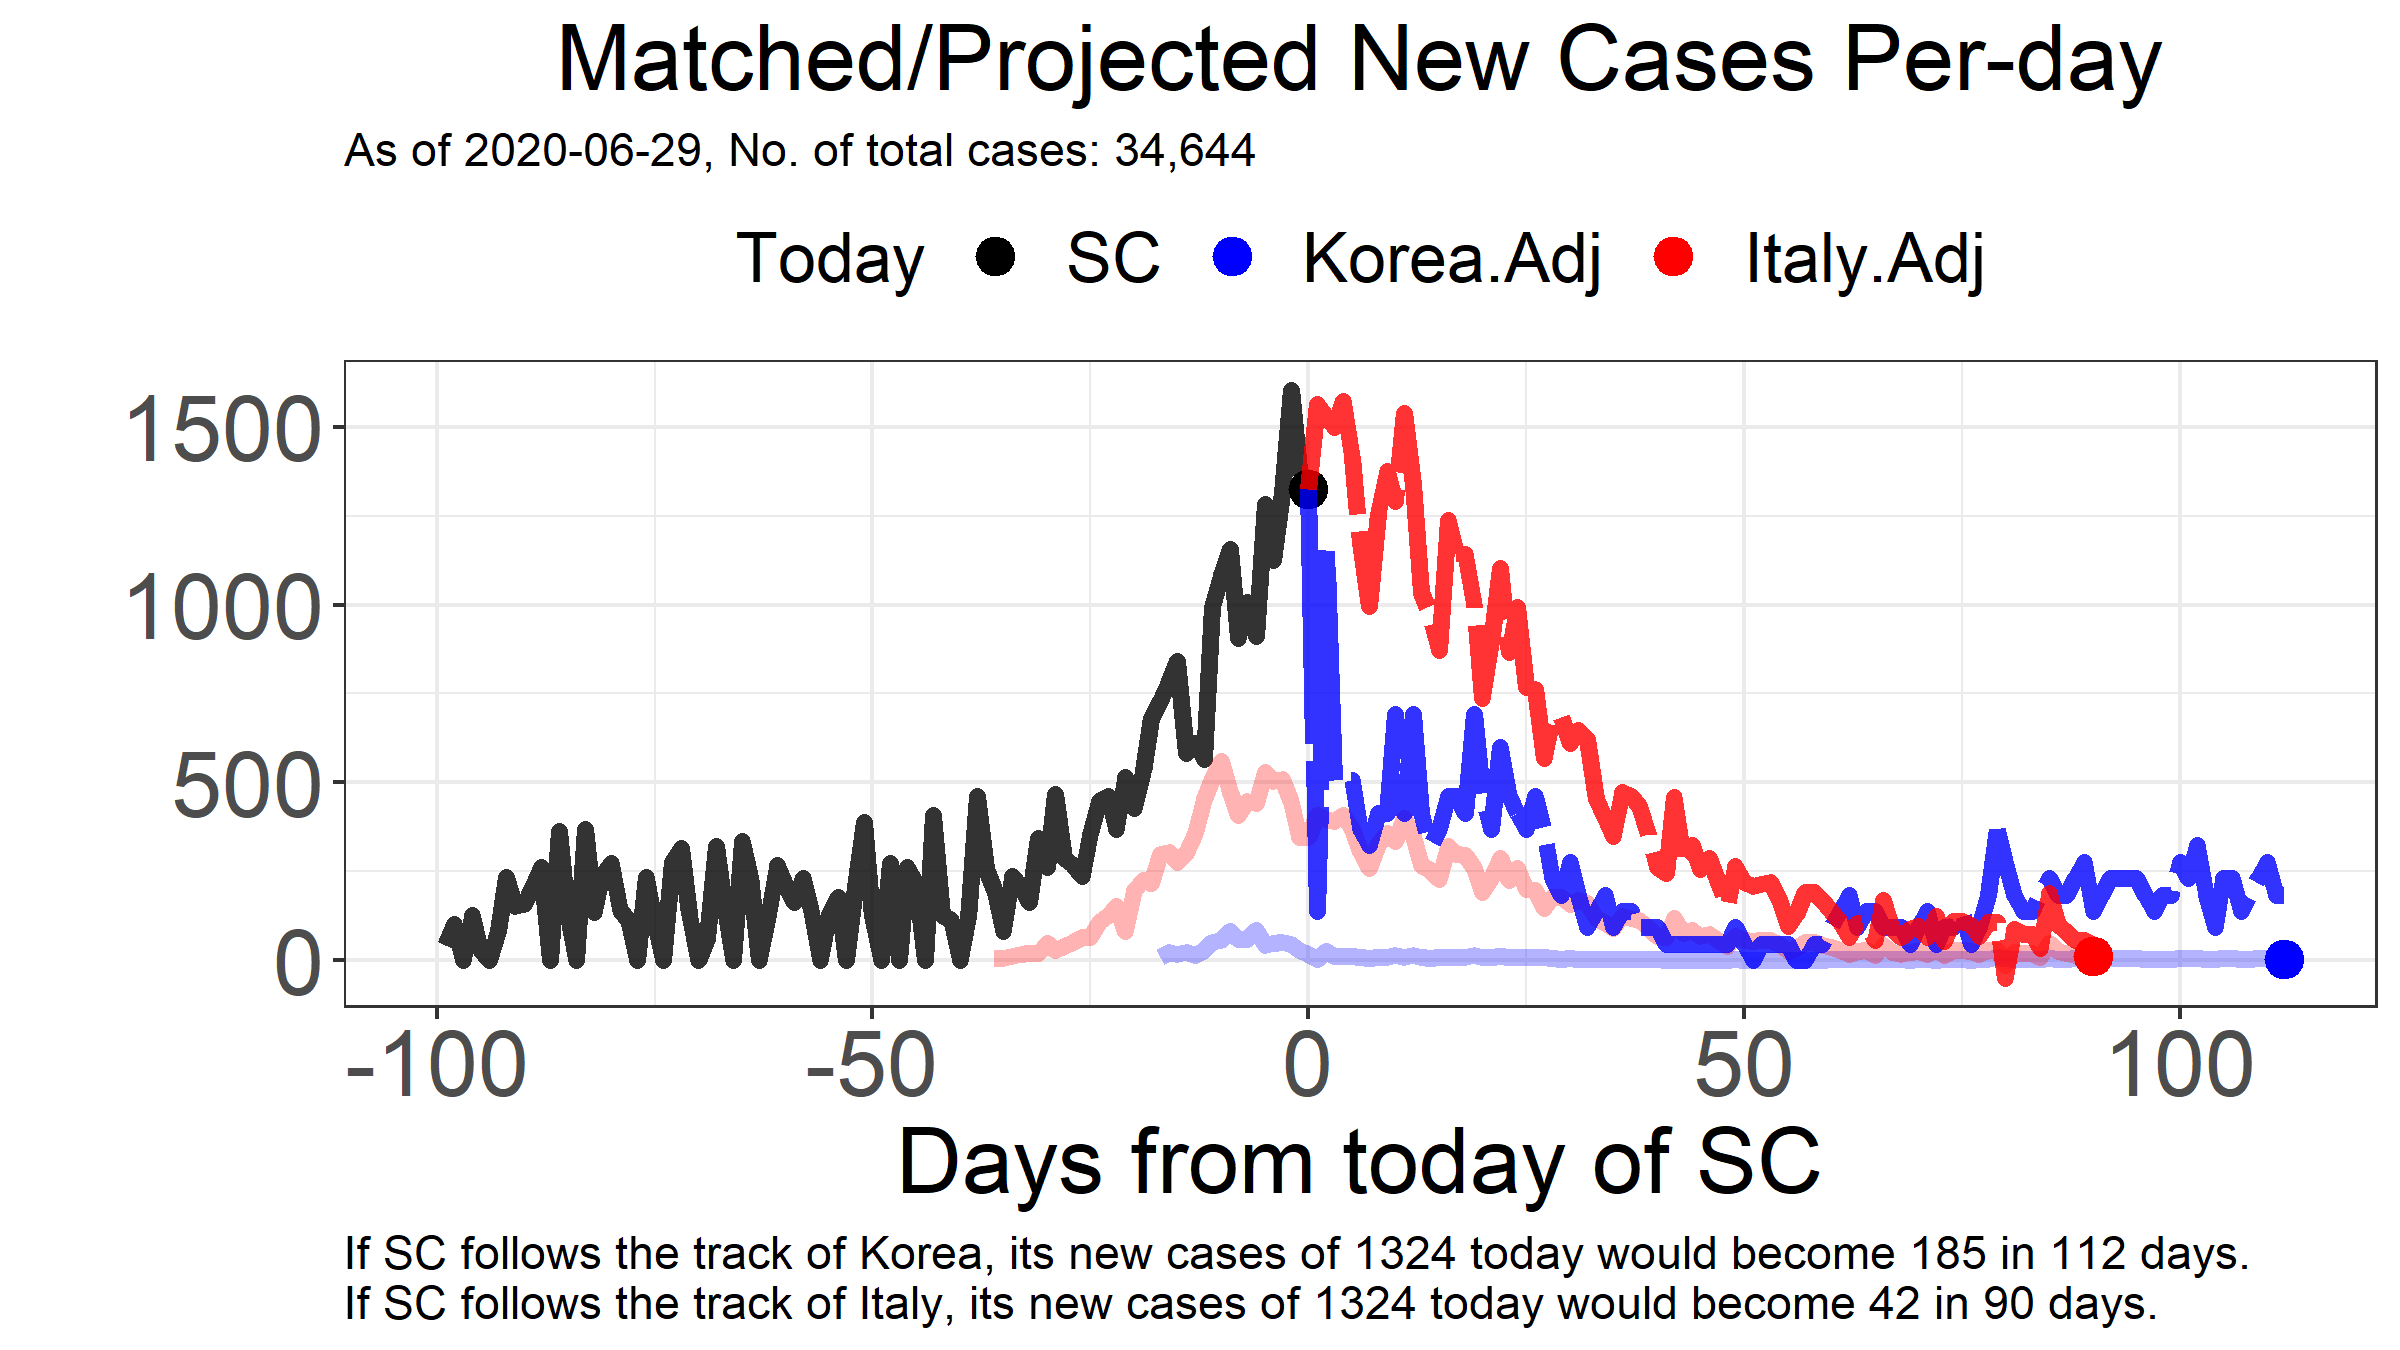 Matched/Projected New Cases Per-day
As of 2020-06-29, No. of total cases: 34,644
Today SC Korea.Adj Italy.Adj
1500
1000
500
0
-100 -50 0 50 100
Days from today of SC
If SC follows the track of Korea, its new cases of 1324 today would become 185 in 112 days.
If SC follows the track of Italy, its new cases of 1324 today would become 42 in 90 days.